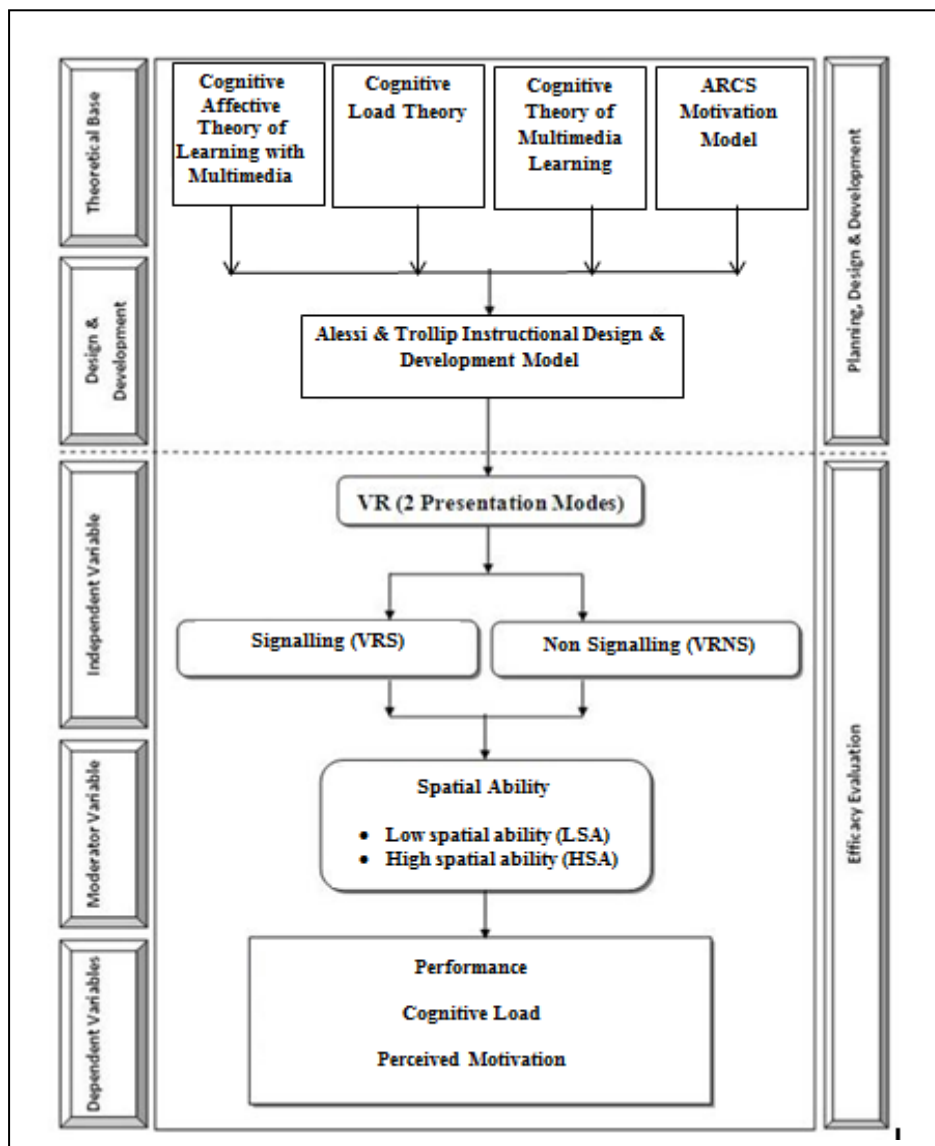 Theoretical Base
Cognitive
Affective
Theory of
Learning with
Multimedia
Cognitive
Load Theory
Cognitive
Theory of
Multimedia
Learning
ARCS
Motivation
Model
Planning, Design & Development
Design &
Development
Alessi & Trollip Instructional Design &
Development Model
Independent Variable
VR (2 Presentation Modes)
Signalling (VRS)
Non Signalling (VRNS)
Efficacy Evaluation
Moderator Variable
Spatial Ability
• Low spatial ability (LSA)
• High spatial ability (HSA)
Dependent Variables
Performance
Cognitive Load
Perceived Motivation